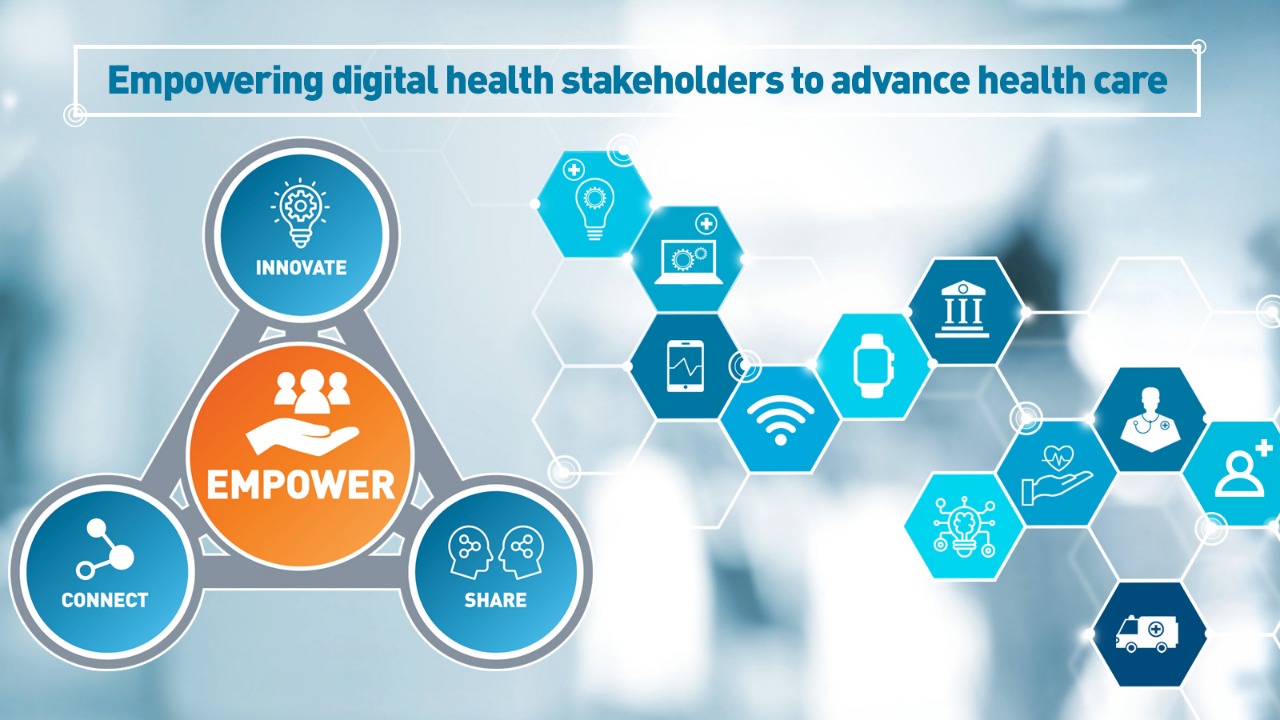 Empowering digital health stakeholders to advance health care
INNOVATE
EMPOWER
CONNECT
SHARE